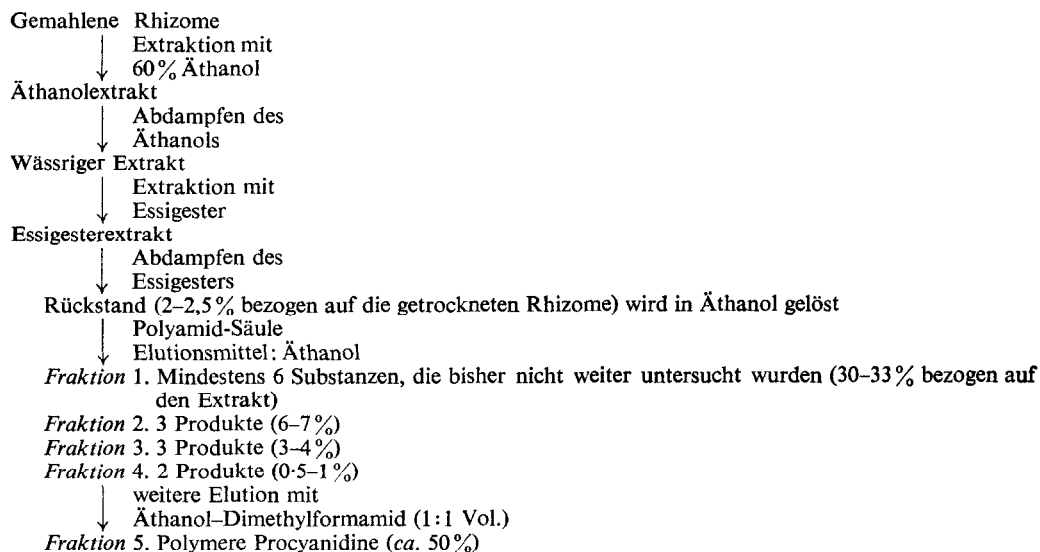 Gemahlene Rhizome
Extraktion mit
60% Äthanol
Äthanolextrakt
Abdampfen des
Äthanols
Wässriger Extrakt
Extraktion mit
Essigester
Essigesterextrakt
Abdampfen des
Essigesters
Rückstand (2–2,5% bezogen auf die getrockneten Rhizome) wird in Äthanol gelöst
Polyamid-Säule
Elutionsmittel: Äthanol
Fraktion 1. Mindestens 6 Substanzen, die bisher nicht weiter untersucht wurden (30–33% bezogen auf
den Extrakt)
Fraktion 2. 3 Produkte (6–7%)
Fraktion 3. 3 Produkte (3–4%)
Fraktion 4. 2 Produkte (0·5–1%)
weitere Elution mit
Äthanol–Dimethylformamid (1:1 Vol.)
Fraktion 5. Polymere Procyanidine (ca. 50%)